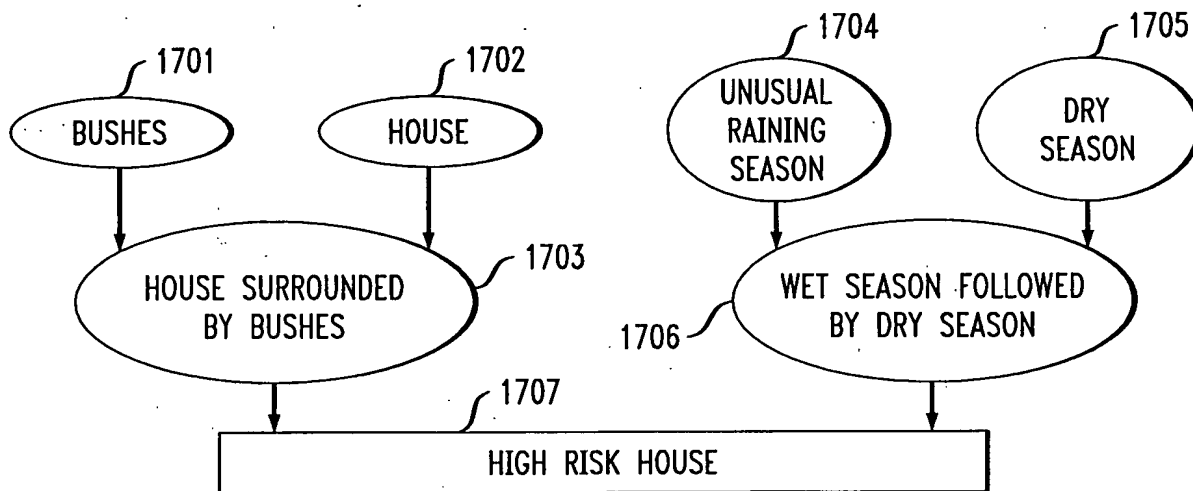 1701
1702
1704
1705
BUSHES
HOUSE
UNUSUAL
RAINING
SEASON
DRY
SEASON
HOUSE SURROUNDED
BY BUSHES
1703
WET SEASON FOLLOWED
BY DRY SEASON
1706
1707
HIGH RISK HOUSE